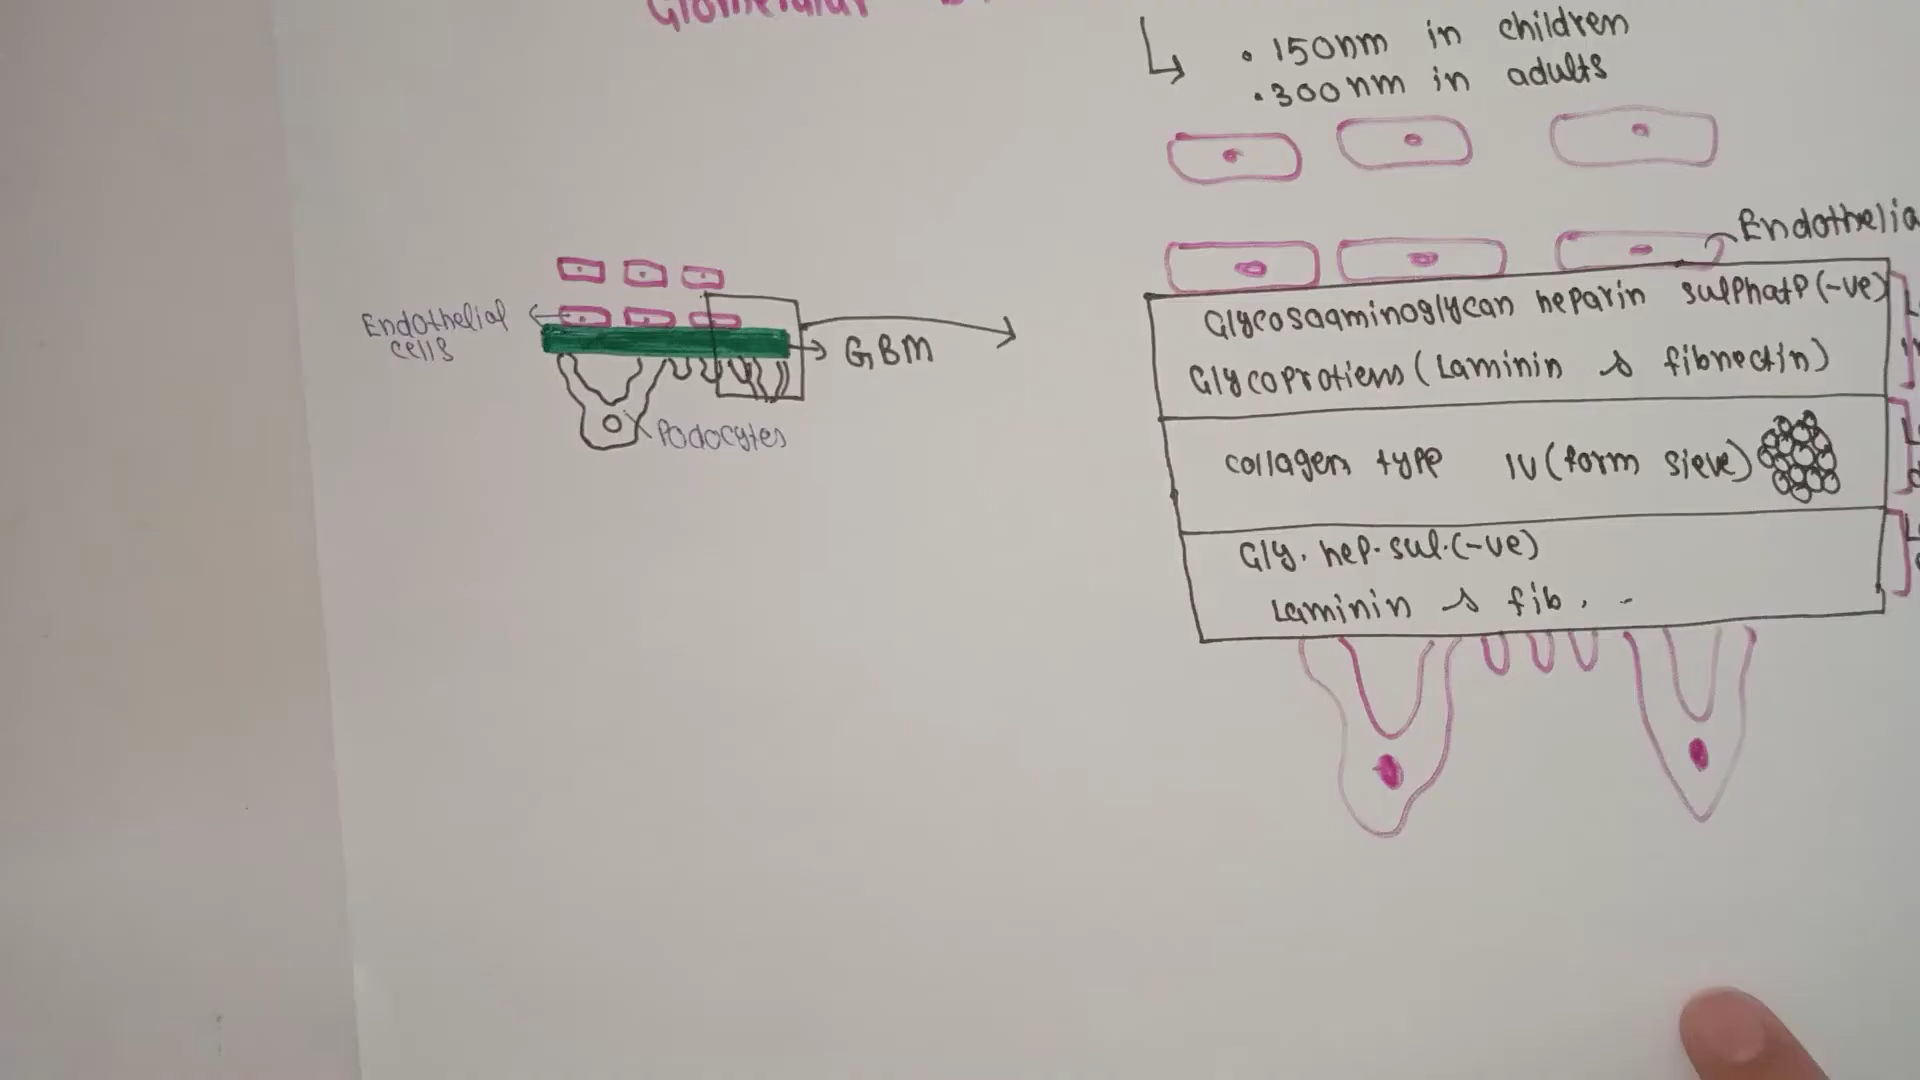 Glomerular
. 150nm in children
. 300nm in adults
Endothelial
cells
GBM
Podocytes
Endothelia
Glycosaaminoglycan heparin sulphate (-ve)
Glycoprotiens (Laminin & fibnectin)
collagen type IV (form sieve)
Gly. hep. sul. (-ve)
Laminin & fib. -